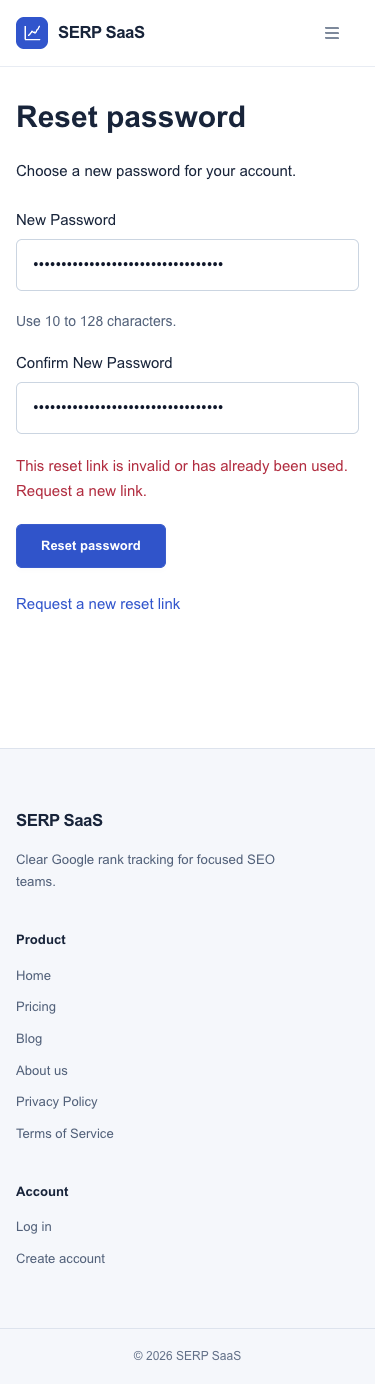 SERP SaaS
Reset password
Choose a new password for your account.
New Password
••••••••••••••••••••••••••••••••••
Use 10 to 128 characters.
Confirm New Password
••••••••••••••••••••••••••••••••••
This reset link is invalid or has already been used.
Request a new link.
Reset password
Request a new reset link
SERP SaaS
Clear Google rank tracking for focused SEO
teams.
Product
Home
Pricing
Blog
About us
Privacy Policy
Terms of Service
Account
Log in
Create account
© 2026 SERP SaaS